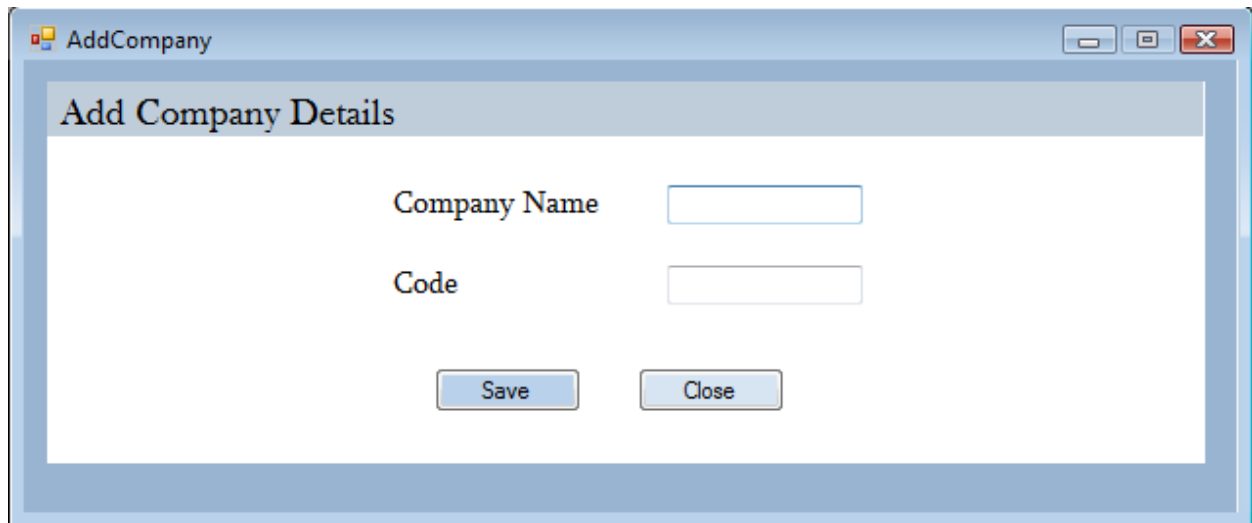 AddCompany
Add Company Details
Company Name
Code
Save Close